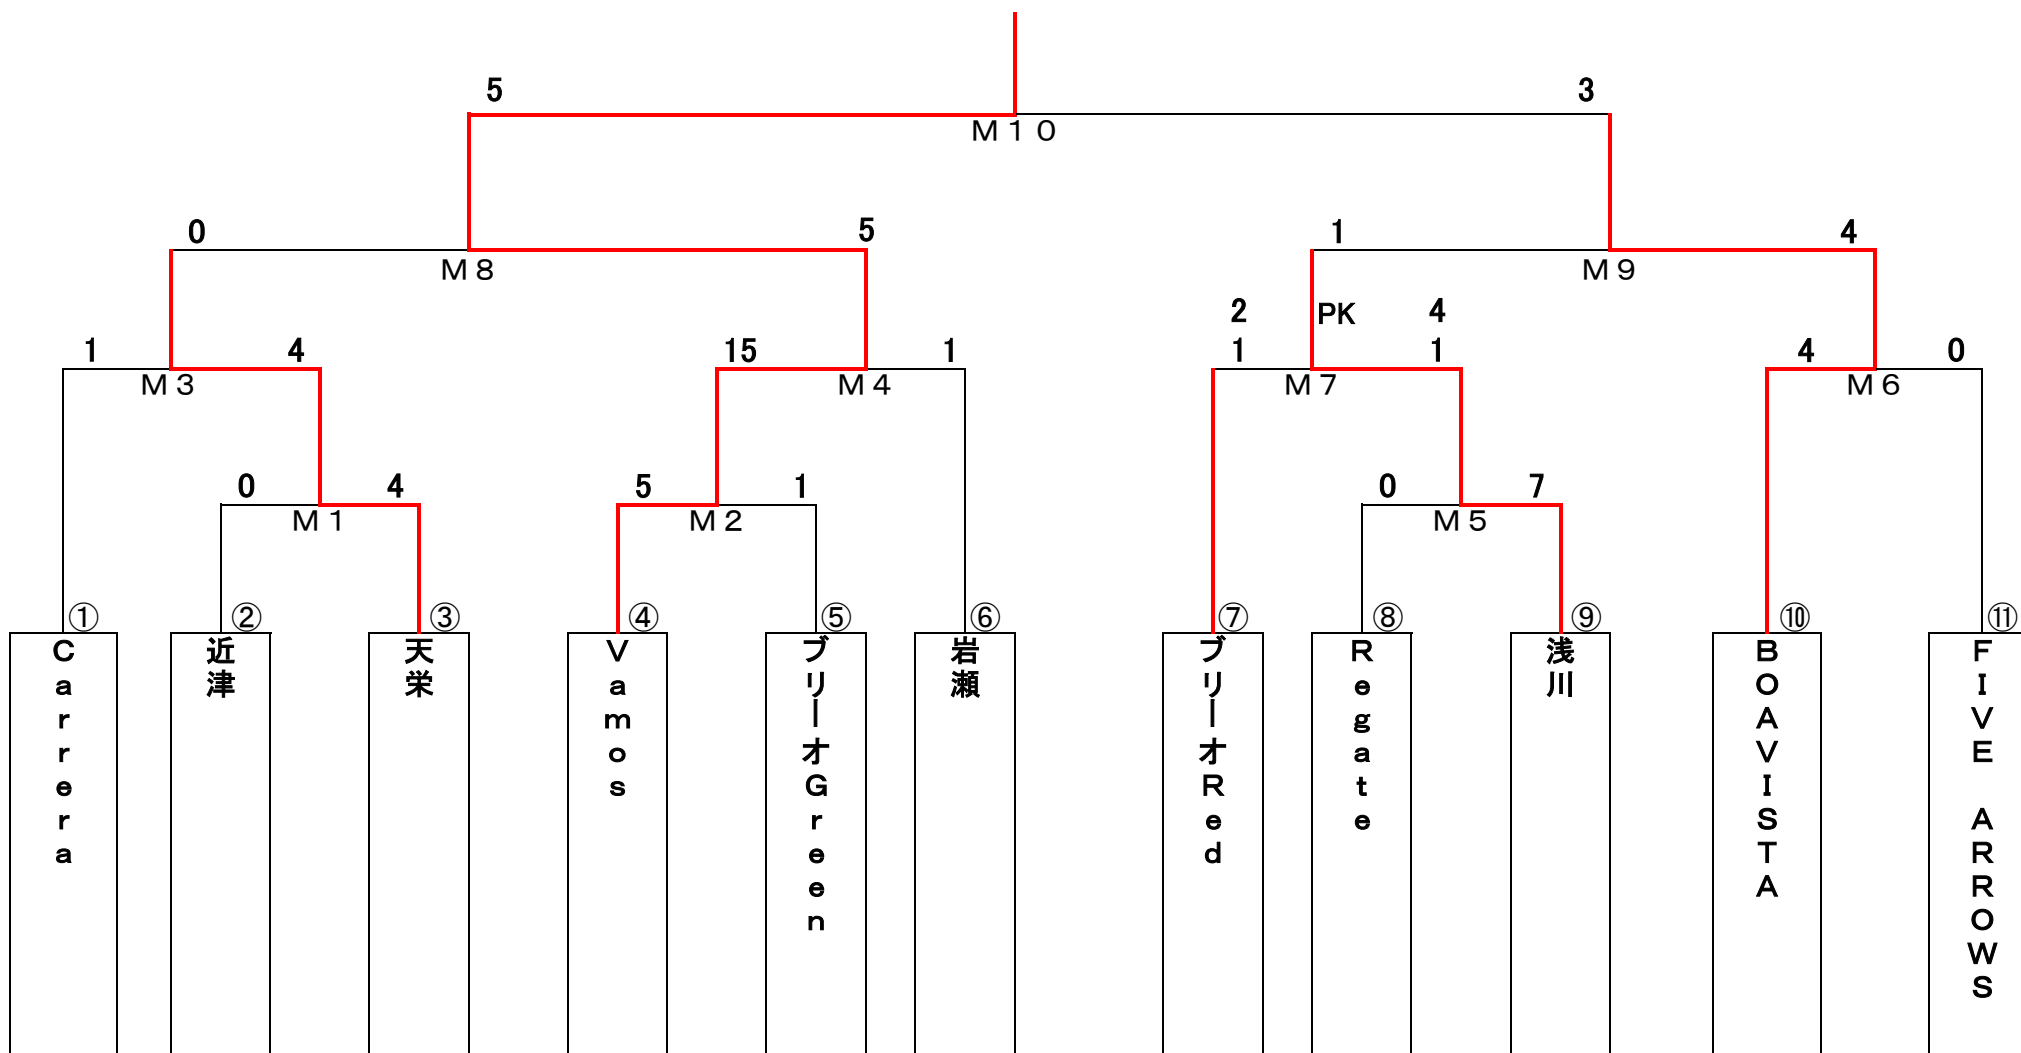 5 3
M10
0 5 1 4
M8 M9
2 PK 4
1 4 15 1 1 1 4 0
M3 M4 M7 M6
0 4 5 1 0 7
M1 M2 M5
① ② ③ ④ ⑤ ⑥ ⑦ ⑧ ⑨ ⑩ ⑪
Carrera
近津
天栄
Vamos
ブリーオGreen
岩瀬
ブリーオRed
Regate
浅川
BOAVISTA
FIVE ARROWS